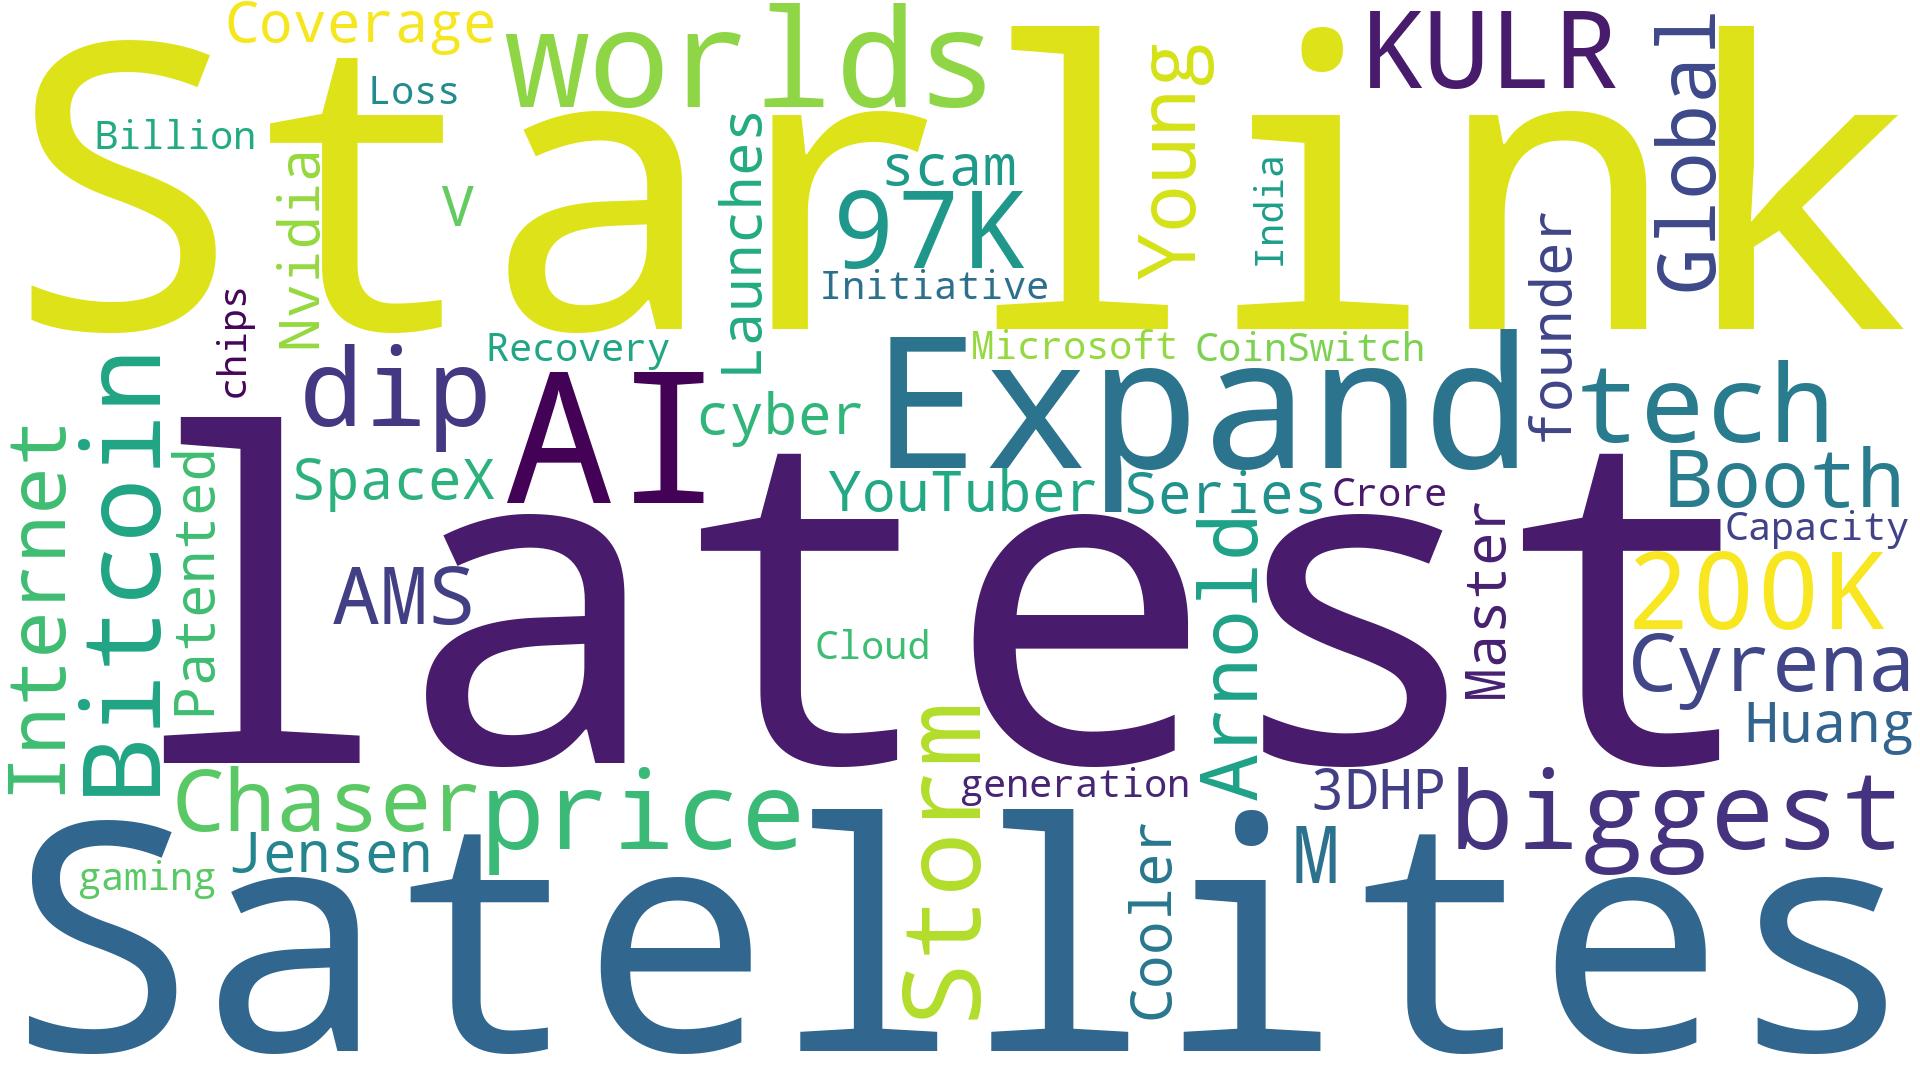 Coverage
worlds
KULR
Global
Young
Loss
Starlink
Billion
Nvidia
V
Launches
scam
97K
India
Initiative
founder
chips
Recovery
Microsoft
CoinSwitch
Bitcoin
dip
AI
cyber
Expand
tech
Internet
Patented
SpaceX
YouTuber
Series
Crore
Booth
latest
Master
Capacity
Arnold
AMS
200K
Cloud
Cyrena
Huang
Storm
Chaser
price
generation
3DHP
biggest
Jensen
M
gaming
Cooler
Satellites